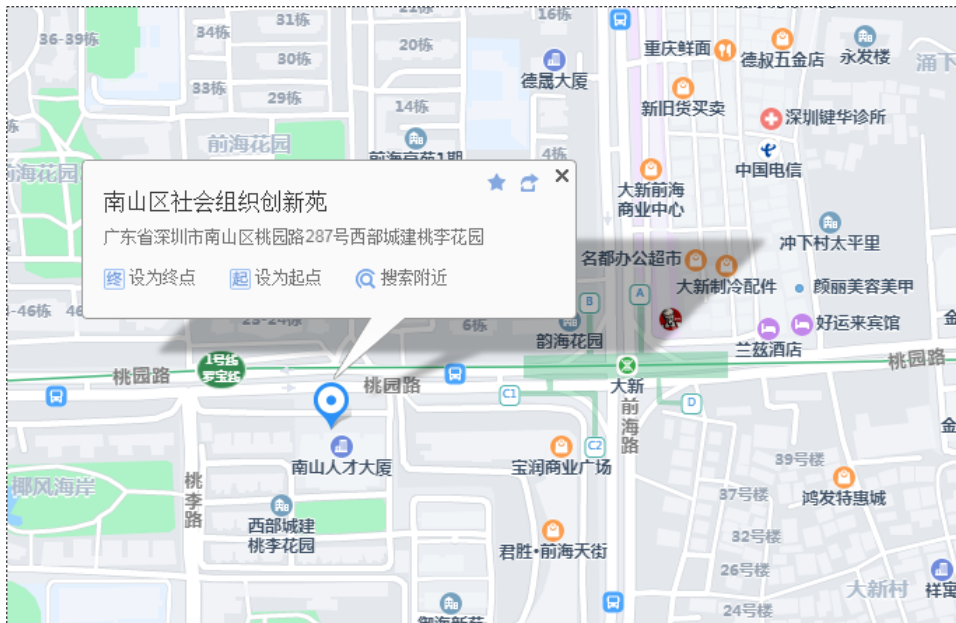 31栋
16栋
34栋
36-39栋
20栋
重庆鲜面
德叔五金店
永发楼
30栋
涌下
德晟大厦
33栋
29栋
14栋
新旧货买卖
深圳键华诊所
前海花园
4栋
中国电信
海花园
大新前海
商业中心
南山区社会组织创新苑
广东省深圳市南山区桃园路287号西部城建桃李花园
终 设为终点
起 设为起点
搜索附近
冲下村太平里
名都办公超市
大新制冷配件
颜丽美容美甲
-46栋
46
B
A
23-24栋
6栋
韵海花园
好运来宾馆
金
兰兹酒店
1号线
罗宝线
桃园路
桃园路
桃园路
大新
C1
D
前海路
金
C2
南山人才大厦
宝润商业广场
39号楼
椰风海岸
桃李路
37号楼
鸿发特惠城
西部城建
桃李花园
32号楼
君胜•前海天街
26号楼
大新村
祥寓
24号楼